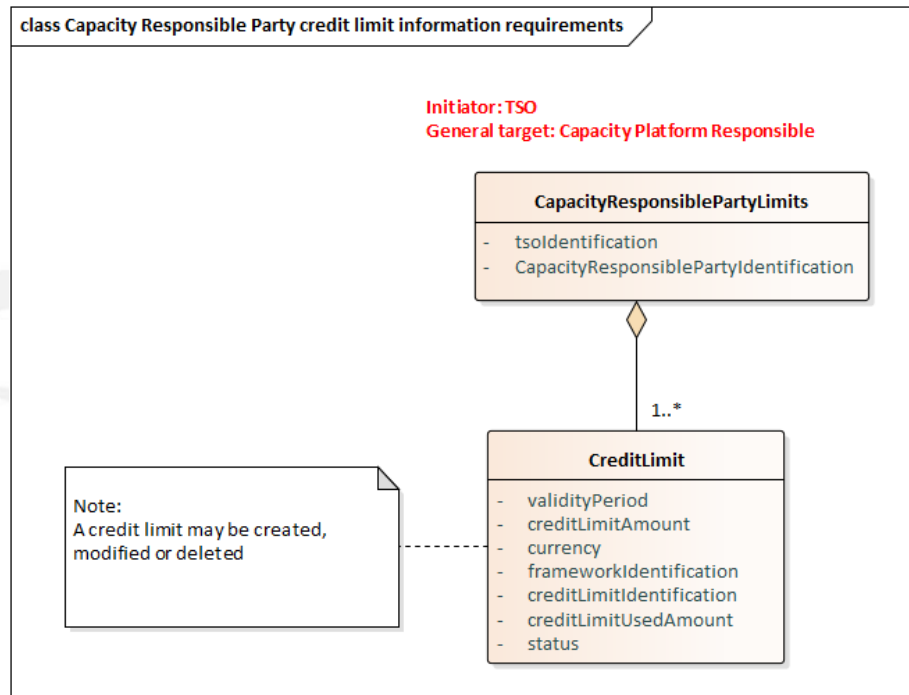 class Capacity Responsible Party credit limit information requirements
Initiator: TSO
General target: Capacity Platform Responsible
CapacityResponsiblePartyLimits
- tsoIdentification
- CapacityResponsiblePartyIdentification
1..*
CreditLimit
- validityPeriod
- creditLimitAmount
- currency
- frameworkIdentification
- creditLimitIdentification
- creditLimitUsedAmount
- status
Note:
A credit limit may be created,
modified or deleted